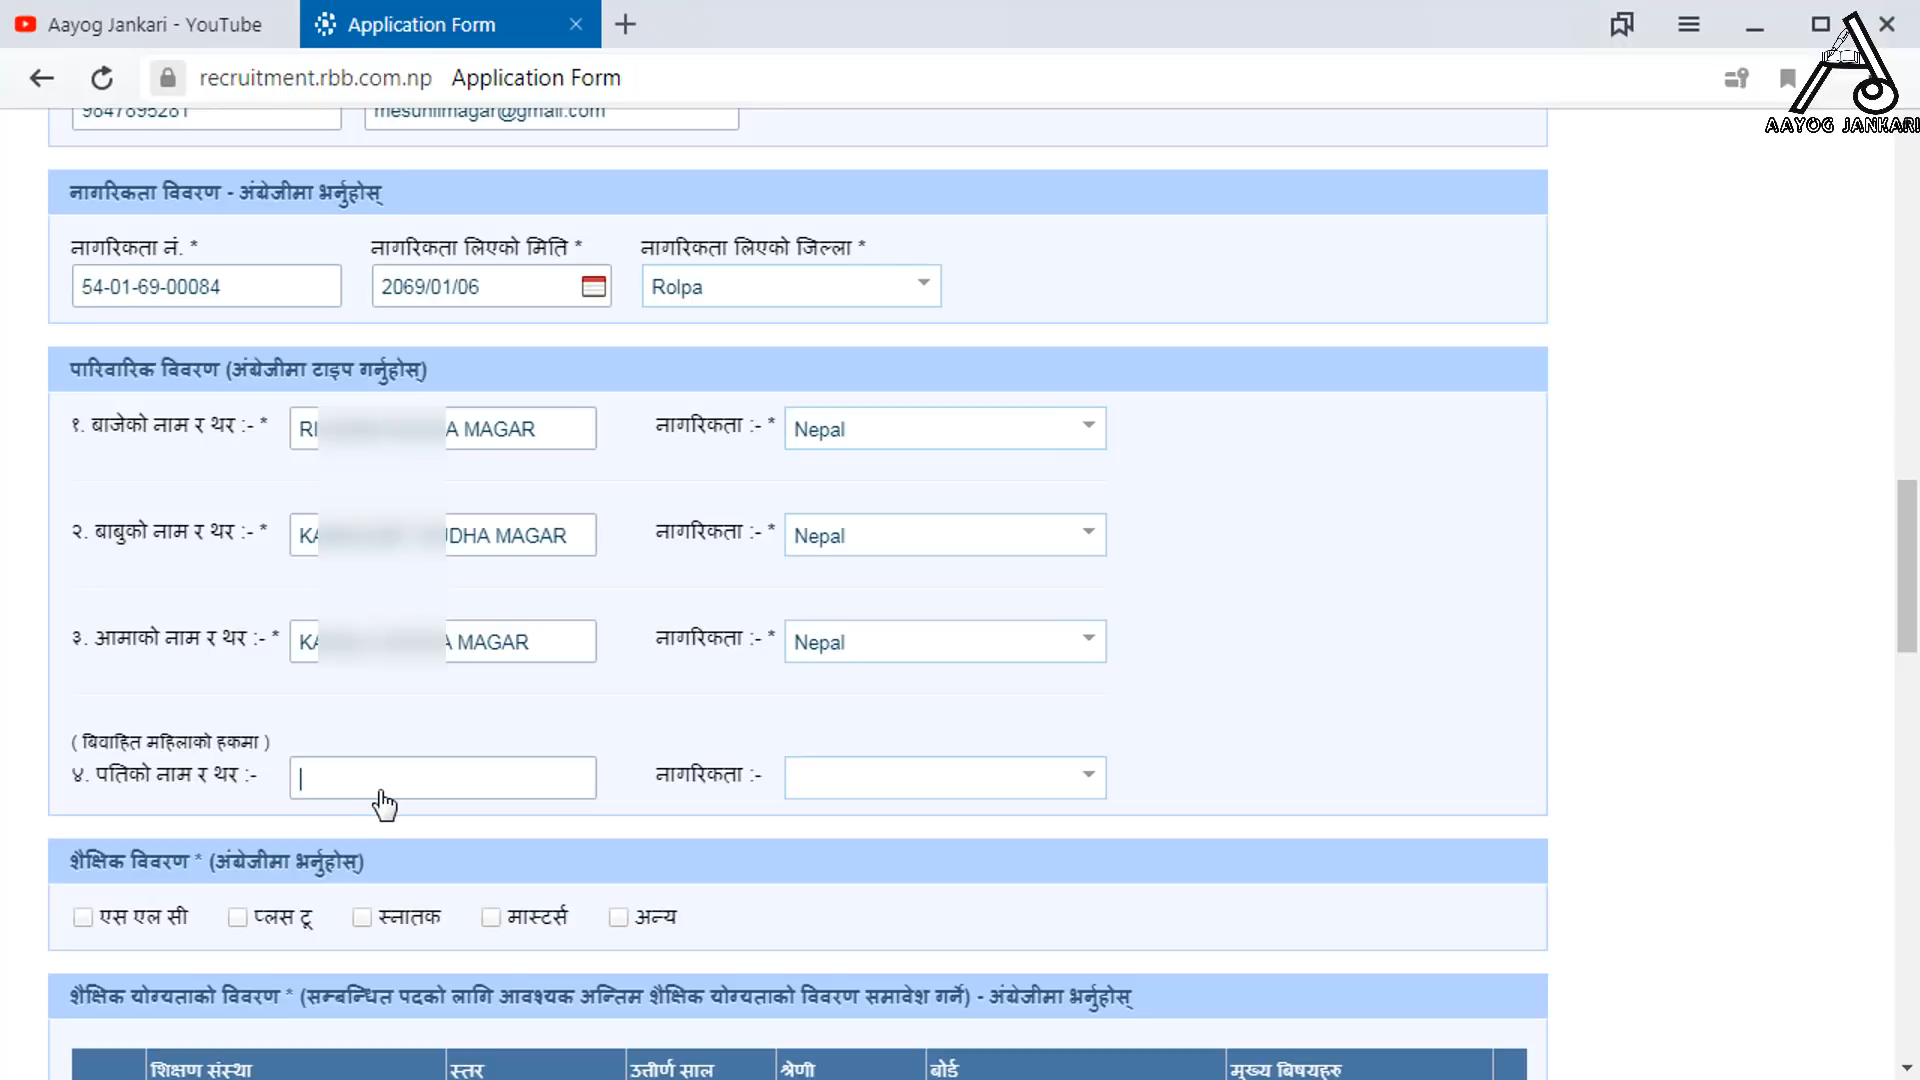 Aayog Jankari - YouTube
Application Form
recruitment.rbb.com.np Application Form
AAYOG JANKARI
9847895281 mesunilmagar@gmail.com
नागरिकता विवरण - अंग्रेजीमा भर्नुहोस्
नागरिकता नं. * नागरिकता लिएको मिति * नागरिकता लिएको जिल्ला *
54-01-69-00084 2069/01/06 Rolpa
पारिवारिक विवरण (अंग्रेजीमा टाइप गर्नुहोस्)
१. बाजेको नाम र थर :- * MAGAR नागरिकता :- * Nepal
२. बाबुको नाम र थर :- * MAGAR नागरिकता :- * Nepal
३. आमाको नाम र थर :- * MAGAR नागरिकता :- * Nepal
( बिवाहित महिलाको हकमा )
४. पतिको नाम र थर :- नागरिकता :-
शैक्षिक विवरण * (अंग्रेजीमा भर्नुहोस्)
एस एल सी प्लस टू स्नातक मास्टर्स अन्य
शैक्षिक योग्यताको विवरण * (सम्बन्धित पदको लागि आवश्यक अन्तिम शैक्षिक योग्यताको विवरण समावेश गर्ने) - अंग्रेजीमा भर्नुहोस्
शिक्षण संस्था स्तर उत्तीर्ण साल श्रेणी बोर्ड मुख्य बिषयहरु